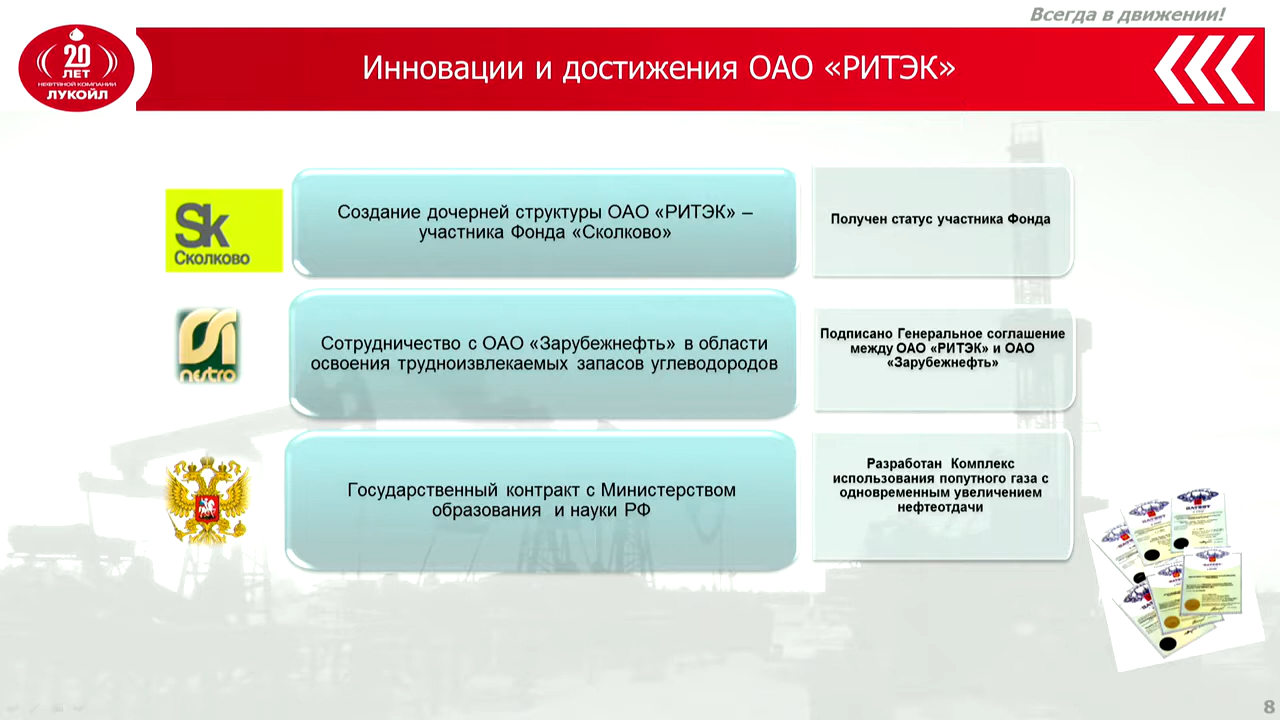 Всегда в движении!
20
ЛЕТ
НЕФТЯНОЙ КОМПАНИИ
ЛУКОЙЛ
Инновации и достижения ОАО «РИТЭК»
Sk
Сколково
Создание дочерней структуры ОАО «РИТЭК» –
участника Фонда «Сколково»
Получен статус участника Фонда
nestro
Сотрудничество с ОАО «Зарубежнефть» в области
освоения трудноизвлекаемых запасов углеводородов
Подписано Генеральное соглашение
между ОАО «РИТЭК» и ОАО
«Зарубежнефть»
Государственный контракт с Министерством
образования и науки РФ
Разработан Комплекс
использования попутного газа с
одновременным увеличением
нефтеотдачи
8